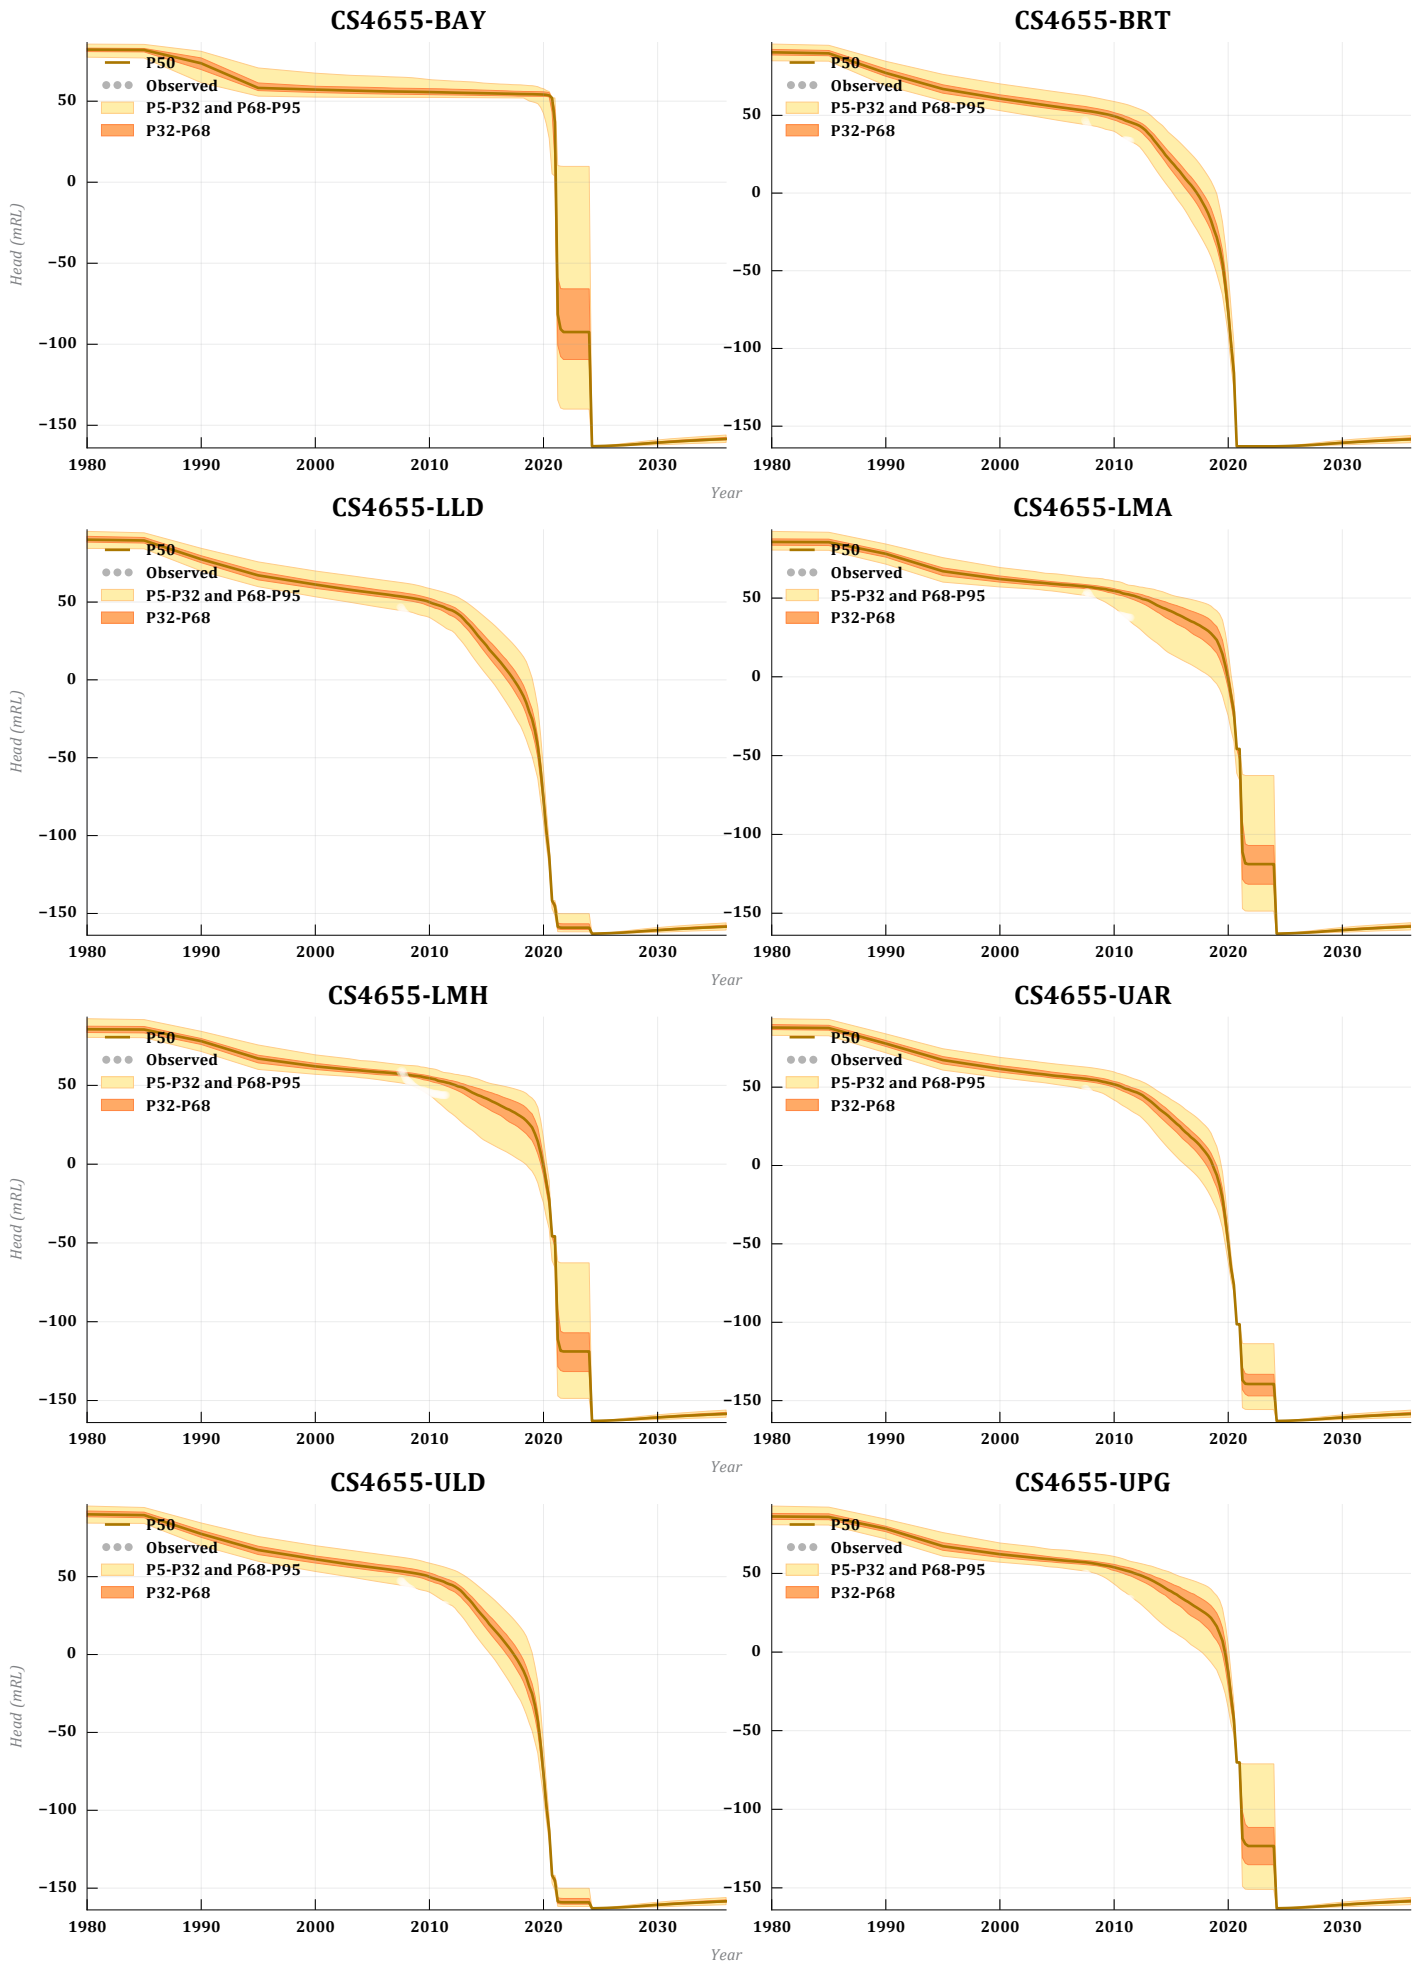 CS4655-BAY
CS4655-BRT
P50
Observed
P5-P32 and P68-P95
P32-P68
50
0
−50
−100
−150
Head (mRL)
1980 1990 2000 2010 2020 2030
P50
Observed
P5-P32 and P68-P95
P32-P68
50
0
−50
−100
−150
1980 1990 2000 2010 2020 2030
Year
CS4655-LLD
CS4655-LMA
P50
Observed
P5-P32 and P68-P95
P32-P68
50
0
−50
−100
−150
Head (mRL)
1980 1990 2000 2010 2020 2030
P50
Observed
P5-P32 and P68-P95
P32-P68
50
0
−50
−100
−150
1980 1990 2000 2010 2020 2030
Year
CS4655-LMH
CS4655-UAR
P50
Observed
P5-P32 and P68-P95
P32-P68
50
0
−50
−100
−150
Head (mRL)
1980 1990 2000 2010 2020 2030
P50
Observed
P5-P32 and P68-P95
P32-P68
50
0
−50
−100
−150
1980 1990 2000 2010 2020 2030
Year
CS4655-ULD
CS4655-UPG
P50
Observed
P5-P32 and P68-P95
P32-P68
50
0
−50
−100
−150
Head (mRL)
1980 1990 2000 2010 2020 2030
P50
Observed
P5-P32 and P68-P95
P32-P68
50
0
−50
−100
−150
1980 1990 2000 2010 2020 2030
Year